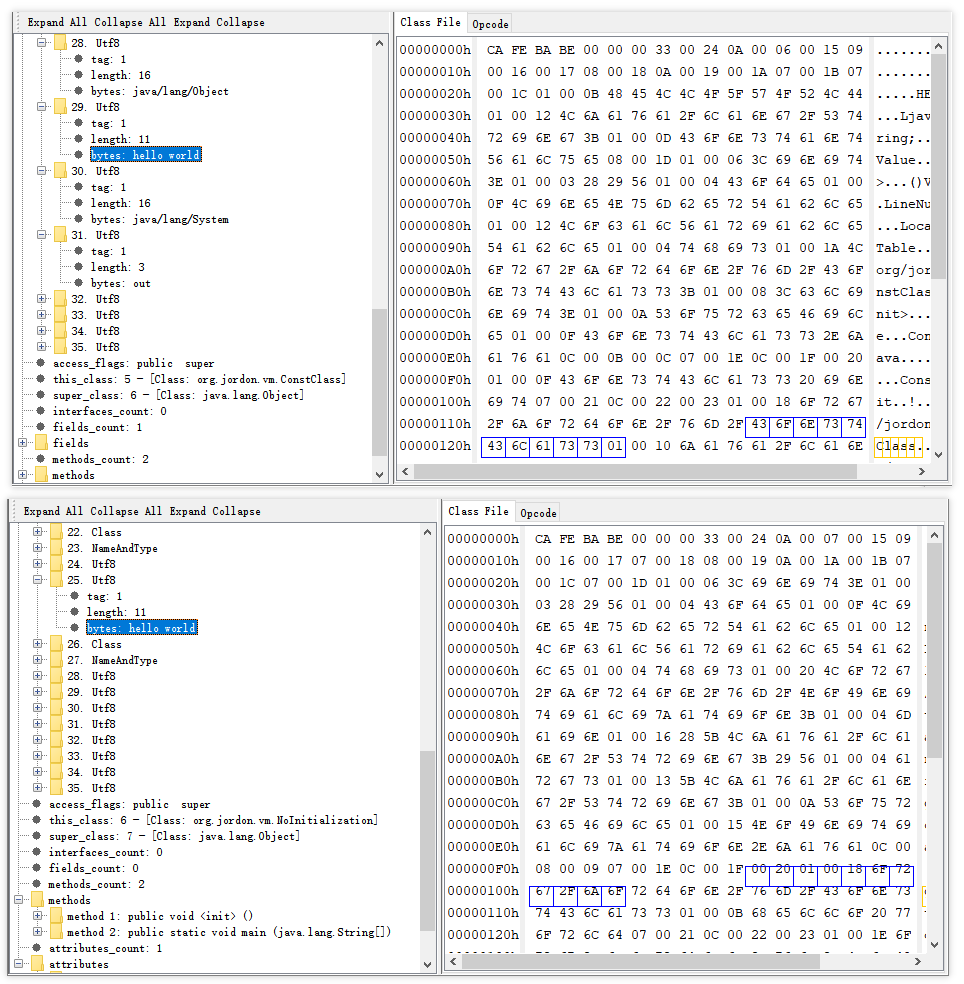 Expand All Collapse All Expand Collapse
28. Utf8
tag: 1
length: 16
bytes: java/lang/Object
29. Utf8
tag: 1
length: 11
bytes: hello world
30. Utf8
tag: 1
length: 16
bytes: java/lang/System
31. Utf8
tag: 1
length: 3
bytes: out
32. Utf8
33. Utf8
34. Utf8
35. Utf8
access_flags: public super
this_class: 5 - [Class: org.jordon.vm.ConstClass]
super_class: 6 - [Class: java.lang.Object]
interfaces_count: 0
fields_count: 1
fields
methods_count: 2
methods
Class File Opcode
00000000h CA FE BA BE 00 00 00 33 00 24 0A 00 06 00 15 09 ........
00000010h 00 16 00 17 08 00 18 0A 00 19 00 1A 07 00 1B 07 ........
00000020h 00 1C 01 00 0B 48 45 4C 4C 4F 5F 57 4F 52 4C 44 .....HE
00000030h 01 00 12 4C 6A 61 76 61 2F 6C 61 6E 67 2F 53 74 ...Ljav
00000040h 72 69 6E 67 3B 01 00 0D 43 6F 6E 73 74 61 6E 74 ring;...
00000050h 56 61 6C 75 65 08 00 1D 01 00 06 3C 69 6E 69 74 Value...
00000060h 3E 01 00 03 28 29 56 01 00 04 43 6F 64 65 01 00 >...()V
00000070h 0F 4C 69 6E 65 4E 75 6D 62 65 72 54 61 62 6C 65 .LineNu
00000080h 01 00 12 4C 6F 63 61 6C 56 61 72 69 61 62 6C 65 ...Loca
00000090h 54 61 62 6C 65 01 00 04 74 68 69 73 01 00 1A 4C Table...
000000A0h 6F 72 67 2F 6A 6F 72 64 6F 6E 2F 76 6D 2F 43 6F org/jor
000000B0h 6E 73 74 43 6C 61 73 73 3B 01 00 08 3C 63 6C 69 nstClas
000000C0h 6E 69 74 3E 01 00 0A 53 6F 75 72 63 65 46 69 6C nit>...
000000D0h 65 01 00 0F 43 6F 6E 73 74 43 6C 61 73 73 2E 6A e...Con
000000E0h 61 76 61 0C 00 0B 00 0C 07 00 1E 0C 00 1F 00 20 ava.....
000000F0h 01 00 0F 43 6F 6E 73 74 43 6C 61 73 73 20 69 6E ...Cons
00000100h 69 74 07 00 21 0C 00 22 00 23 01 00 18 6F 72 67 it..!..
00000110h 2F 6A 6F 72 64 6F 6E 2F 76 6D 2F 43 6F 6E 73 74 /jordon
00000120h 43 6C 61 73 73 01 00 10 6A 61 76 61 2F 6C 61 6E Class..
Expand All Collapse All Expand Collapse
22. Class
23. NameAndType
24. Utf8
25. Utf8
tag: 1
length: 11
bytes: hello world
26. Class
27. NameAndType
28. Utf8
29. Utf8
30. Utf8
31. Utf8
32. Utf8
33. Utf8
34. Utf8
35. Utf8
access_flags: public super
this_class: 6 - [Class: org.jordon.vm.NoInitialization]
super_class: 7 - [Class: java.lang.Object]
interfaces_count: 0
fields_count: 0
methods_count: 2
methods
method 1: public void <init> ()
method 2: public static void main (java.lang.String[])
attributes_count: 1
attributes
Class File Opcode
00000000h CA FE BA BE 00 00 00 33 00 24 0A 00 07 00 15 09
00000010h 00 16 00 17 07 00 18 08 00 19 0A 00 1A 00 1B 07
00000020h 00 1C 07 00 1D 01 00 06 3C 69 6E 69 74 3E 01 00
00000030h 03 28 29 56 01 00 04 43 6F 64 65 01 00 0F 4C 69
00000040h 6E 65 4E 75 6D 62 65 72 54 61 62 6C 65 01 00 12
00000050h 4C 6F 63 61 6C 56 61 72 69 61 62 6C 65 54 61 62
00000060h 6C 65 01 00 04 74 68 69 73 01 00 20 4C 6F 72 67
00000070h 2F 6A 6F 72 64 6F 6E 2F 76 6D 2F 4E 6F 49 6E 69
00000080h 74 69 61 6C 69 7A 61 74 69 6F 6E 3B 01 00 04 6D
00000090h 61 69 6E 01 00 16 28 5B 4C 6A 61 76 61 2F 6C 61
000000A0h 6E 67 2F 53 74 72 69 6E 67 3B 29 56 01 00 04 61
000000B0h 72 67 73 01 00 13 5B 4C 6A 61 76 61 2F 6C 61 6E
000000C0h 67 2F 53 74 72 69 6E 67 3B 01 00 0A 53 6F 75 72
000000D0h 63 65 46 69 6C 65 01 00 15 4E 6F 49 6E 69 74 69
000000E0h 61 6C 69 7A 61 74 69 6F 6E 2E 6A 61 76 61 0C 00
000000F0h 08 00 09 07 00 1E 0C 00 1F 00 20 01 00 18 6F 72
00000100h 67 2F 6A 6F 72 64 6F 6E 2F 76 6D 2F 43 6F 6E 73
00000110h 74 43 6C 61 73 73 01 00 0B 68 65 6C 6C 6F 20 77
00000120h 6F 72 6C 64 07 00 21 0C 00 22 00 23 01 00 1E 6F